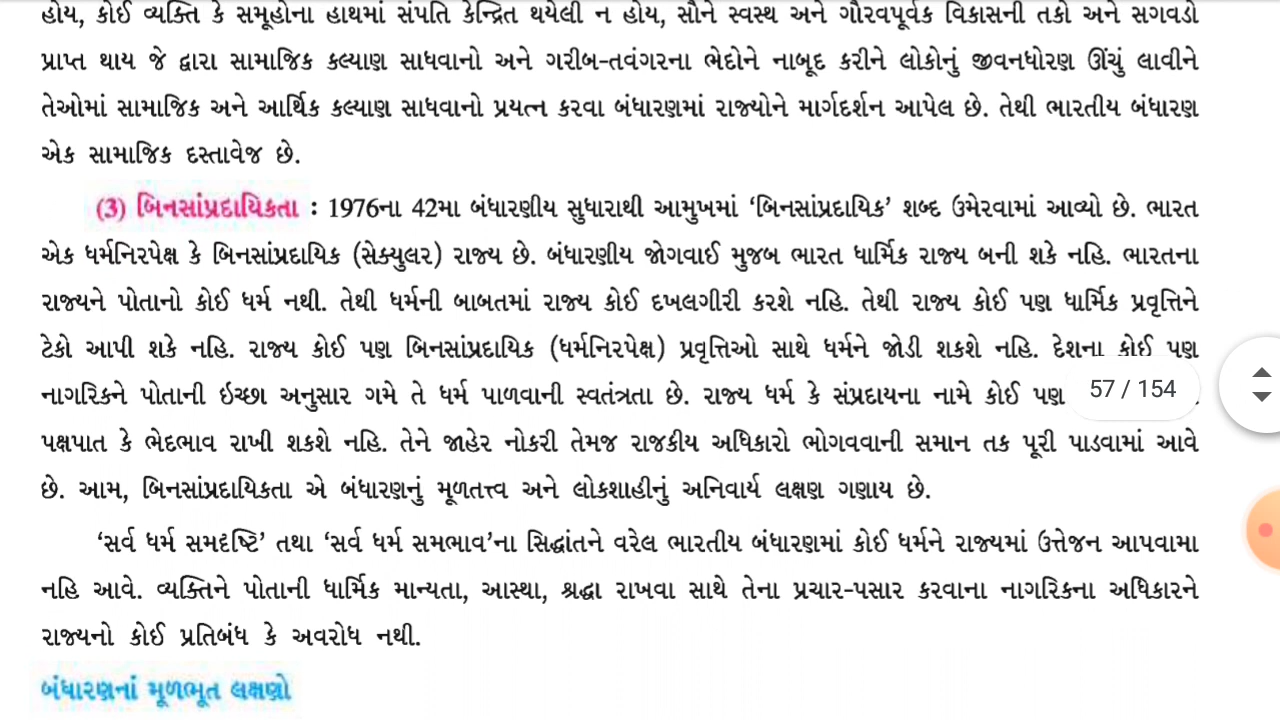 હોય, કોઈ વ્યક્તિ કે સમૂહોના હાથમાં સંપતિ કેન્દ્રિત થયેલી ન હોય, સૌને સ્વસ્થ અને ગૌરવપૂર્વક વિકાસની તકો અને સગવડો
પ્રાપ્ત થાય જે દ્વારા સામાજિક કલ્યાણ સાધવાનો અને ગરીબ-તવંગરના ભેદોને નાબૂદ કરીને લોકોનું જીવનધોરણ ઊંચું લાવીને
તેઓમાં સામાજિક અને આર્થિક કલ્યાણ સાધવાનો પ્રયત્ન કરવા બંધારણમાં રાજ્યોને માર્ગદર્શન આપેલ છે. તેથી ભારતીય બંધારણ
એક સામાજિક દસ્તાવેજ છે.
(3) બિનસાંપ્રદાયિકતા : 1976ના 42મા બંધારણીય સુધારાથી આમુખમાં ‘બિનસાંપ્રદાયિક’ શબ્દ ઉમેરવામાં આવ્યો છે. ભારત
એક ધર્મનિરપેક્ષ કે બિનસાંપ્રદાયિક (સેક્યુલર) રાજ્ય છે. બંધારણીય જોગવાઈ મુજબ ભારત ધાર્મિક રાજ્ય બની શકે નહિ. ભારતના
રાજ્યને પોતાનો કોઈ ધર્મ નથી. તેથી ધર્મની બાબતમાં રાજ્ય કોઈ દખલગીરી કરશે નહિ. તેથી રાજ્ય કોઈ પણ ધાર્મિક પ્રવૃત્તિને
ટેકો આપી શકે નહિ. રાજ્ય કોઈ પણ બિનસાંપ્રદાયિક (ધર્મનિરપેક્ષ) પ્રવૃત્તિઓ સાથે ધર્મને જોડી શકશે નહિ. દેશના કોઈ પણ
નાગરિકને પોતાની ઇચ્છા અનુસાર ગમે તે ધર્મ પાળવાની સ્વતંત્રતા છે. રાજ્ય ધર્મ કે સંપ્રદાયના નામે કોઈ પણ
57 / 154
પક્ષપાત કે ભેદભાવ રાખી શકશે નહિ. તેને જાહેર નોકરી તેમજ રાજકીય અધિકારો ભોગવવાની સમાન તક પૂરી પાડવામાં આવે
છે. આમ, બિનસાંપ્રદાયિકતા એ બંધારણનું મૂળતત્ત્વ અને લોકશાહીનું અનિવાર્ય લક્ષણ ગણાય છે.
‘સર્વ ધર્મ સમદૃષ્ટિ’ તથા ‘સર્વ ધર્મ સમભાવ’ના સિદ્ધાંતને વરેલ ભારતીય બંધારણમાં કોઈ ધર્મને રાજ્યમાં ઉત્તેજન આપવામા
નહિ આવે. વ્યક્તિને પોતાની ધાર્મિક માન્યતા, આસ્થા, શ્રદ્ધા રાખવા સાથે તેના પ્રચાર-પસાર કરવાના નાગરિકના અધિકારને
રાજ્યનો કોઈ પ્રતિબંધ કે અવરોધ નથી.
બંધારણનાં મૂળભૂત લક્ષણો